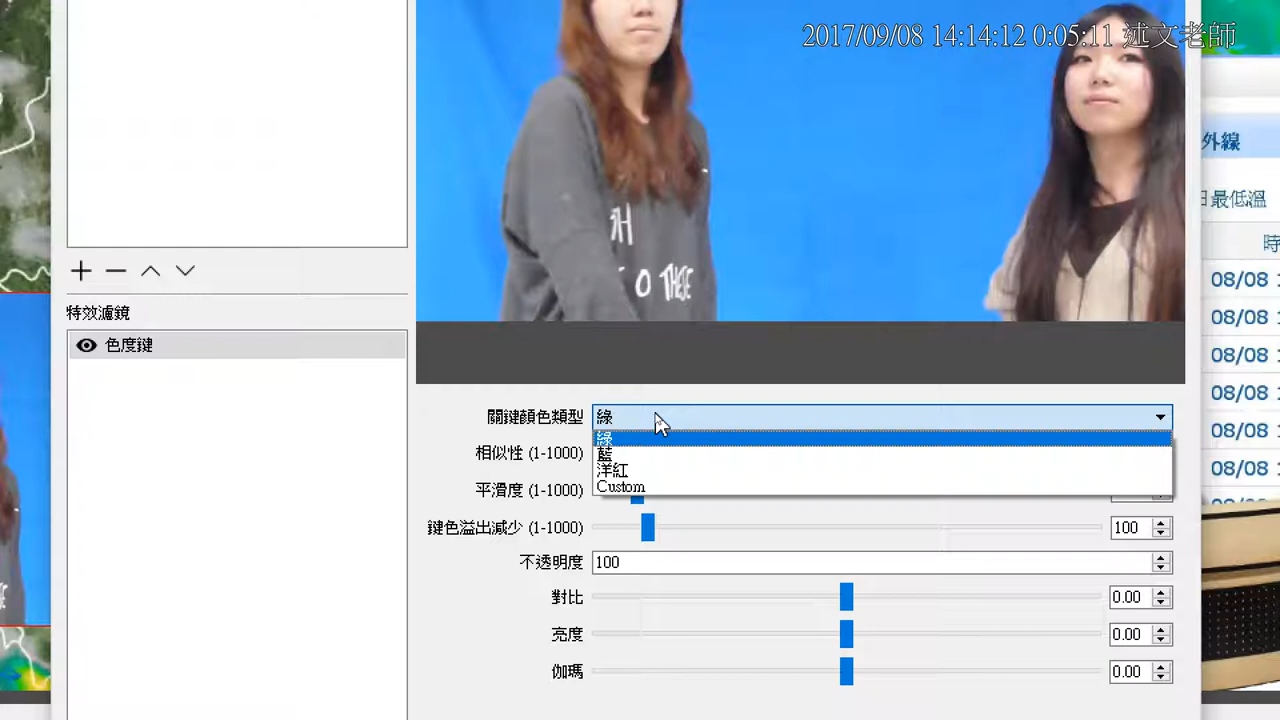 2017/09/08 14:14:12 0:05:11 述文老師
外線
日最低溫
時
08/08
08/08
08/08
08/08
08/08
08/08
特效濾鏡
色度鍵
關鍵顏色類型 綠
綠
藍
洋紅
Custom
相似性 (1-1000)
平滑度 (1-1000)
鍵色溢出減少 (1-1000) 100
不透明度 100
對比 0.00
亮度 0.00
伽瑪 0.00
O THESE